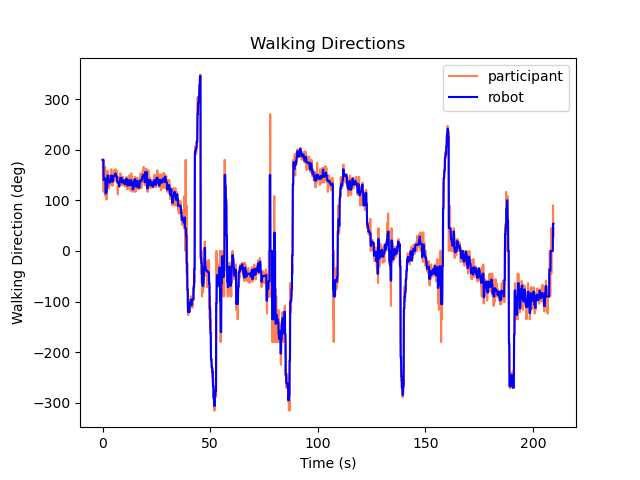 Walking Directions
participant
robot
300
200
100
0
−100
−200
−300
Walking Direction (deg)
0 50 100 150 200
Time (s)